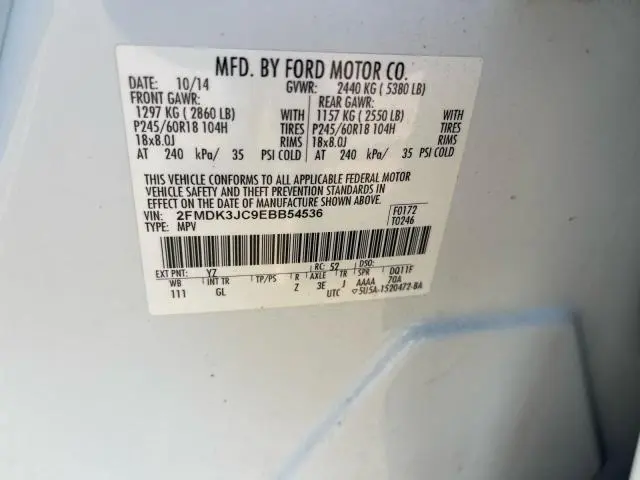 MFD. BY FORD MOTOR CO.
DATE: 10/14 GVWR: 2440 KG ( 5380 LB)
FRONT GAWR: REAR GAWR:
1297 KG ( 2860 LB) WITH 1157 KG ( 2550 LB) WITH
P245/60R18 104H TIRES P245/60R18 104H TIRES
18x8.0J RIMS 18x8.0J RIMS
AT 240 kPa/ 35 PSI COLD AT 240 kPa/ 35 PSI COLD
THIS VEHICLE CONFORMS TO ALL APPLICABLE FEDERAL MOTOR
VEHICLE SAFETY AND THEFT PREVENTION STANDARDS IN
EFFECT ON THE DATE OF MANUFACTURE SHOWN ABOVE.
VIN: 2FMDK3JC9EBB54536 F0172
TYPE: MPV T0246
EXT PNT: YZ RC: 52 DSO:
WB INT TR TP/PS R AXLE TR SPR DQ11F
111 GL Z 3E J AAAA 70A
UTC 5U5A-1520472-BA